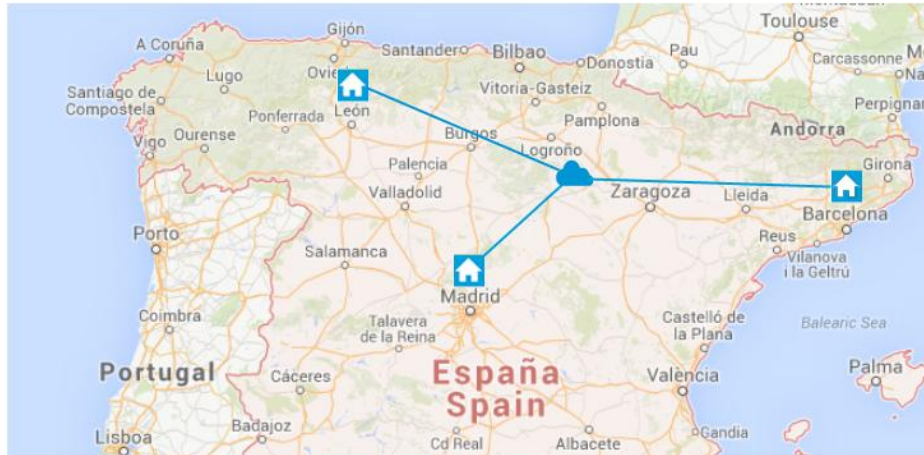 Toulouse
Gijón
A Coruña
Santander
Bilbao
Donostia
Pau
Carcassonne
Lugo
Vitoria-Gasteiz
Santiago de
Compostela
Ponferrada
León
Pamplona
Perpignan
Andorra
Vigo
Ourense
Burgos
Logroño
Palencia
Girona
Valladolid
Zaragoza
Lleida
Barcelona
Porto
Reus
Vilanova
i la Geltrú
Salamanca
Madrid
Coimbra
Talavera
de la Reina
Castelló de
la Plana
Balearic Sea
Portugal
Cáceres
España
Spain
València
Palma
Badajoz
Lisboa
Cd Real
Albacete
Gandia